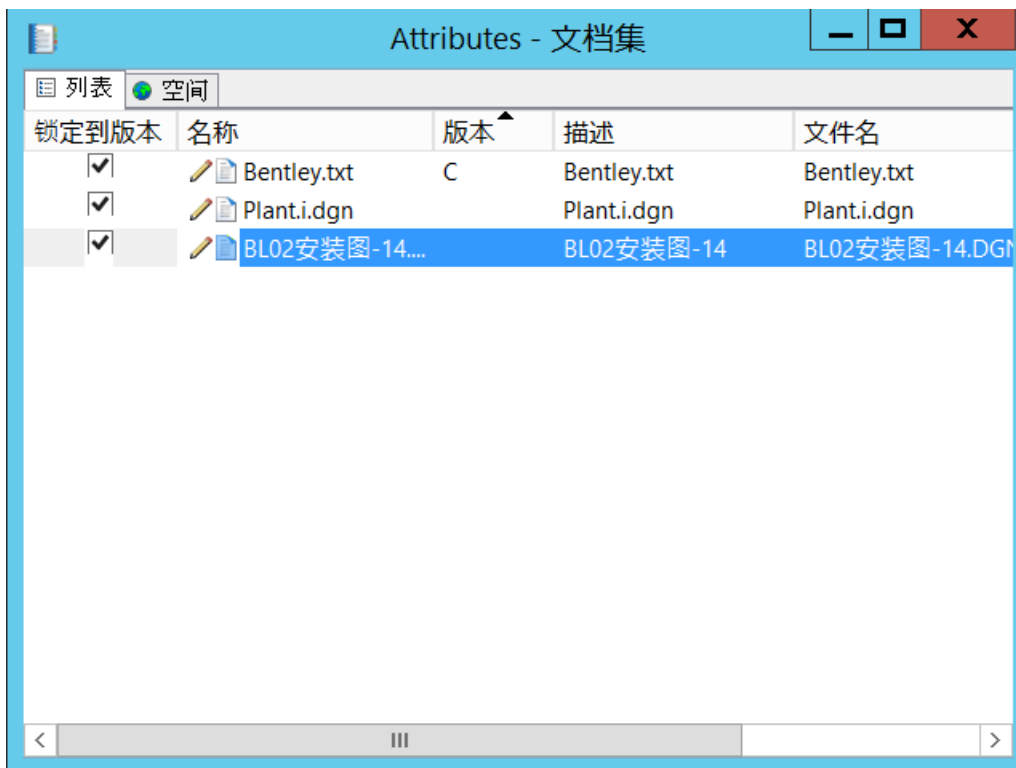 Attributes - 文档集
列表 空间
锁定到版本 名称 版本 描述 文件名
Bentley.txt C Bentley.txt Bentley.txt
Plant.i.dgn Plant.i.dgn Plant.i.dgn
BL02安装图-14.... BL02安装图-14 BL02安装图-14.DGN